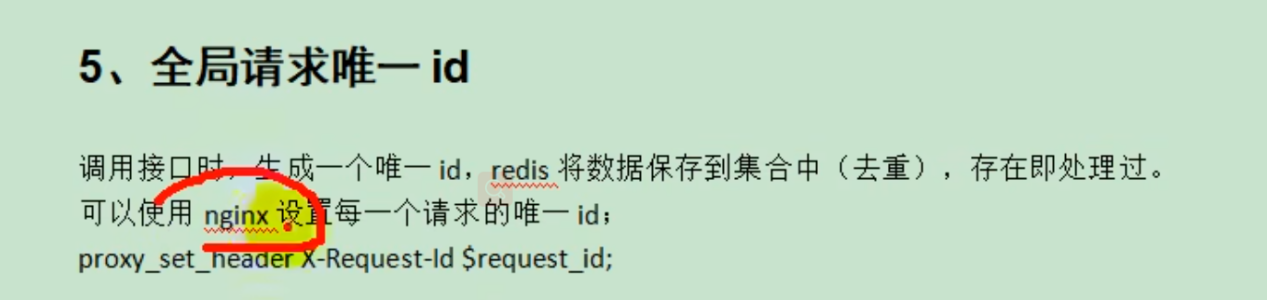 5、全局请求唯一 id
调用接口时，生成一个唯一 id，redis 将数据保存到集合中（去重），存在即处理过。
可以使用 nginx 设置每一个请求的唯一 id；
proxy_set_header X-Request-Id $request_id;